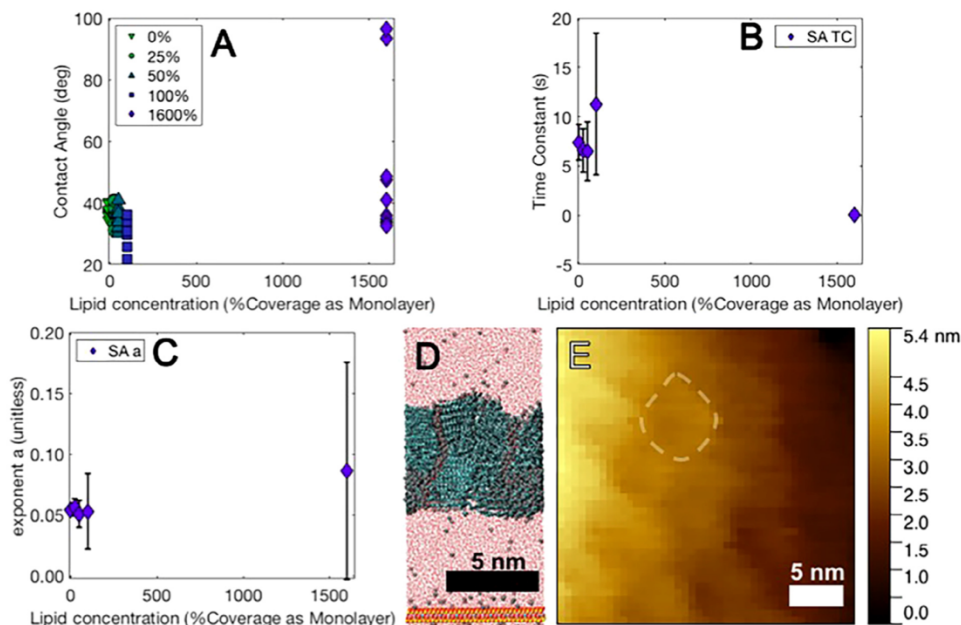 A
100
80
60
40
20
0%
25%
50%
100%
1600%
Contact Angle (deg)
0 500 1000 1500
Lipid concentration (%Coverage as Monolayer)
B
20
15
10
5
0
-5
SA TC
Time Constant (s)
0 500 1000 1500
Lipid concentration (%Coverage as Monolayer)
C
0.20
0.15
0.10
0.05
0.00
SA a
exponent a (unitless)
0 500 1000 1500
Lipid concentration (%Coverage as Monolayer)
D
5 nm
E
5 nm
5.4 nm
4.5
4.0
3.5
3.0
2.5
2.0
1.5
1.0
0.0